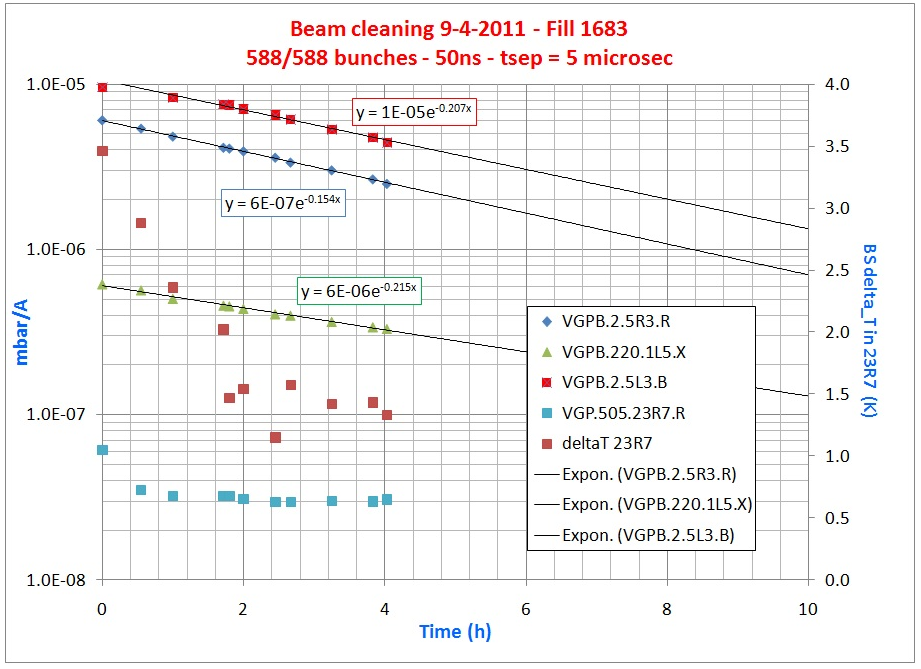 Beam cleaning 9-4-2011 - Fill 1683
588/588 bunches - 50ns - tsep = 5 microsec
1.0E-05
1.0E-06
1.0E-07
1.0E-08
mbar/A
y = 1E-05e-0.207x
y = 6E-07e-0.154x
y = 6E-06e-0.215x
VGPB.2.5R3.R
VGPB.220.1L5.X
VGPB.2.5L3.B
VGP.505.23R7.R
deltaT 23R7
Expon. (VGPB.2.5R3.R)
Expon. (VGPB.220.1L5.X)
Expon. (VGPB.2.5L3.B)
4.0
3.5
3.0
2.5
2.0
1.5
1.0
0.5
0.0
BS delta_T in 23R7 (K)
0 2 4 6 8 10
Time (h)